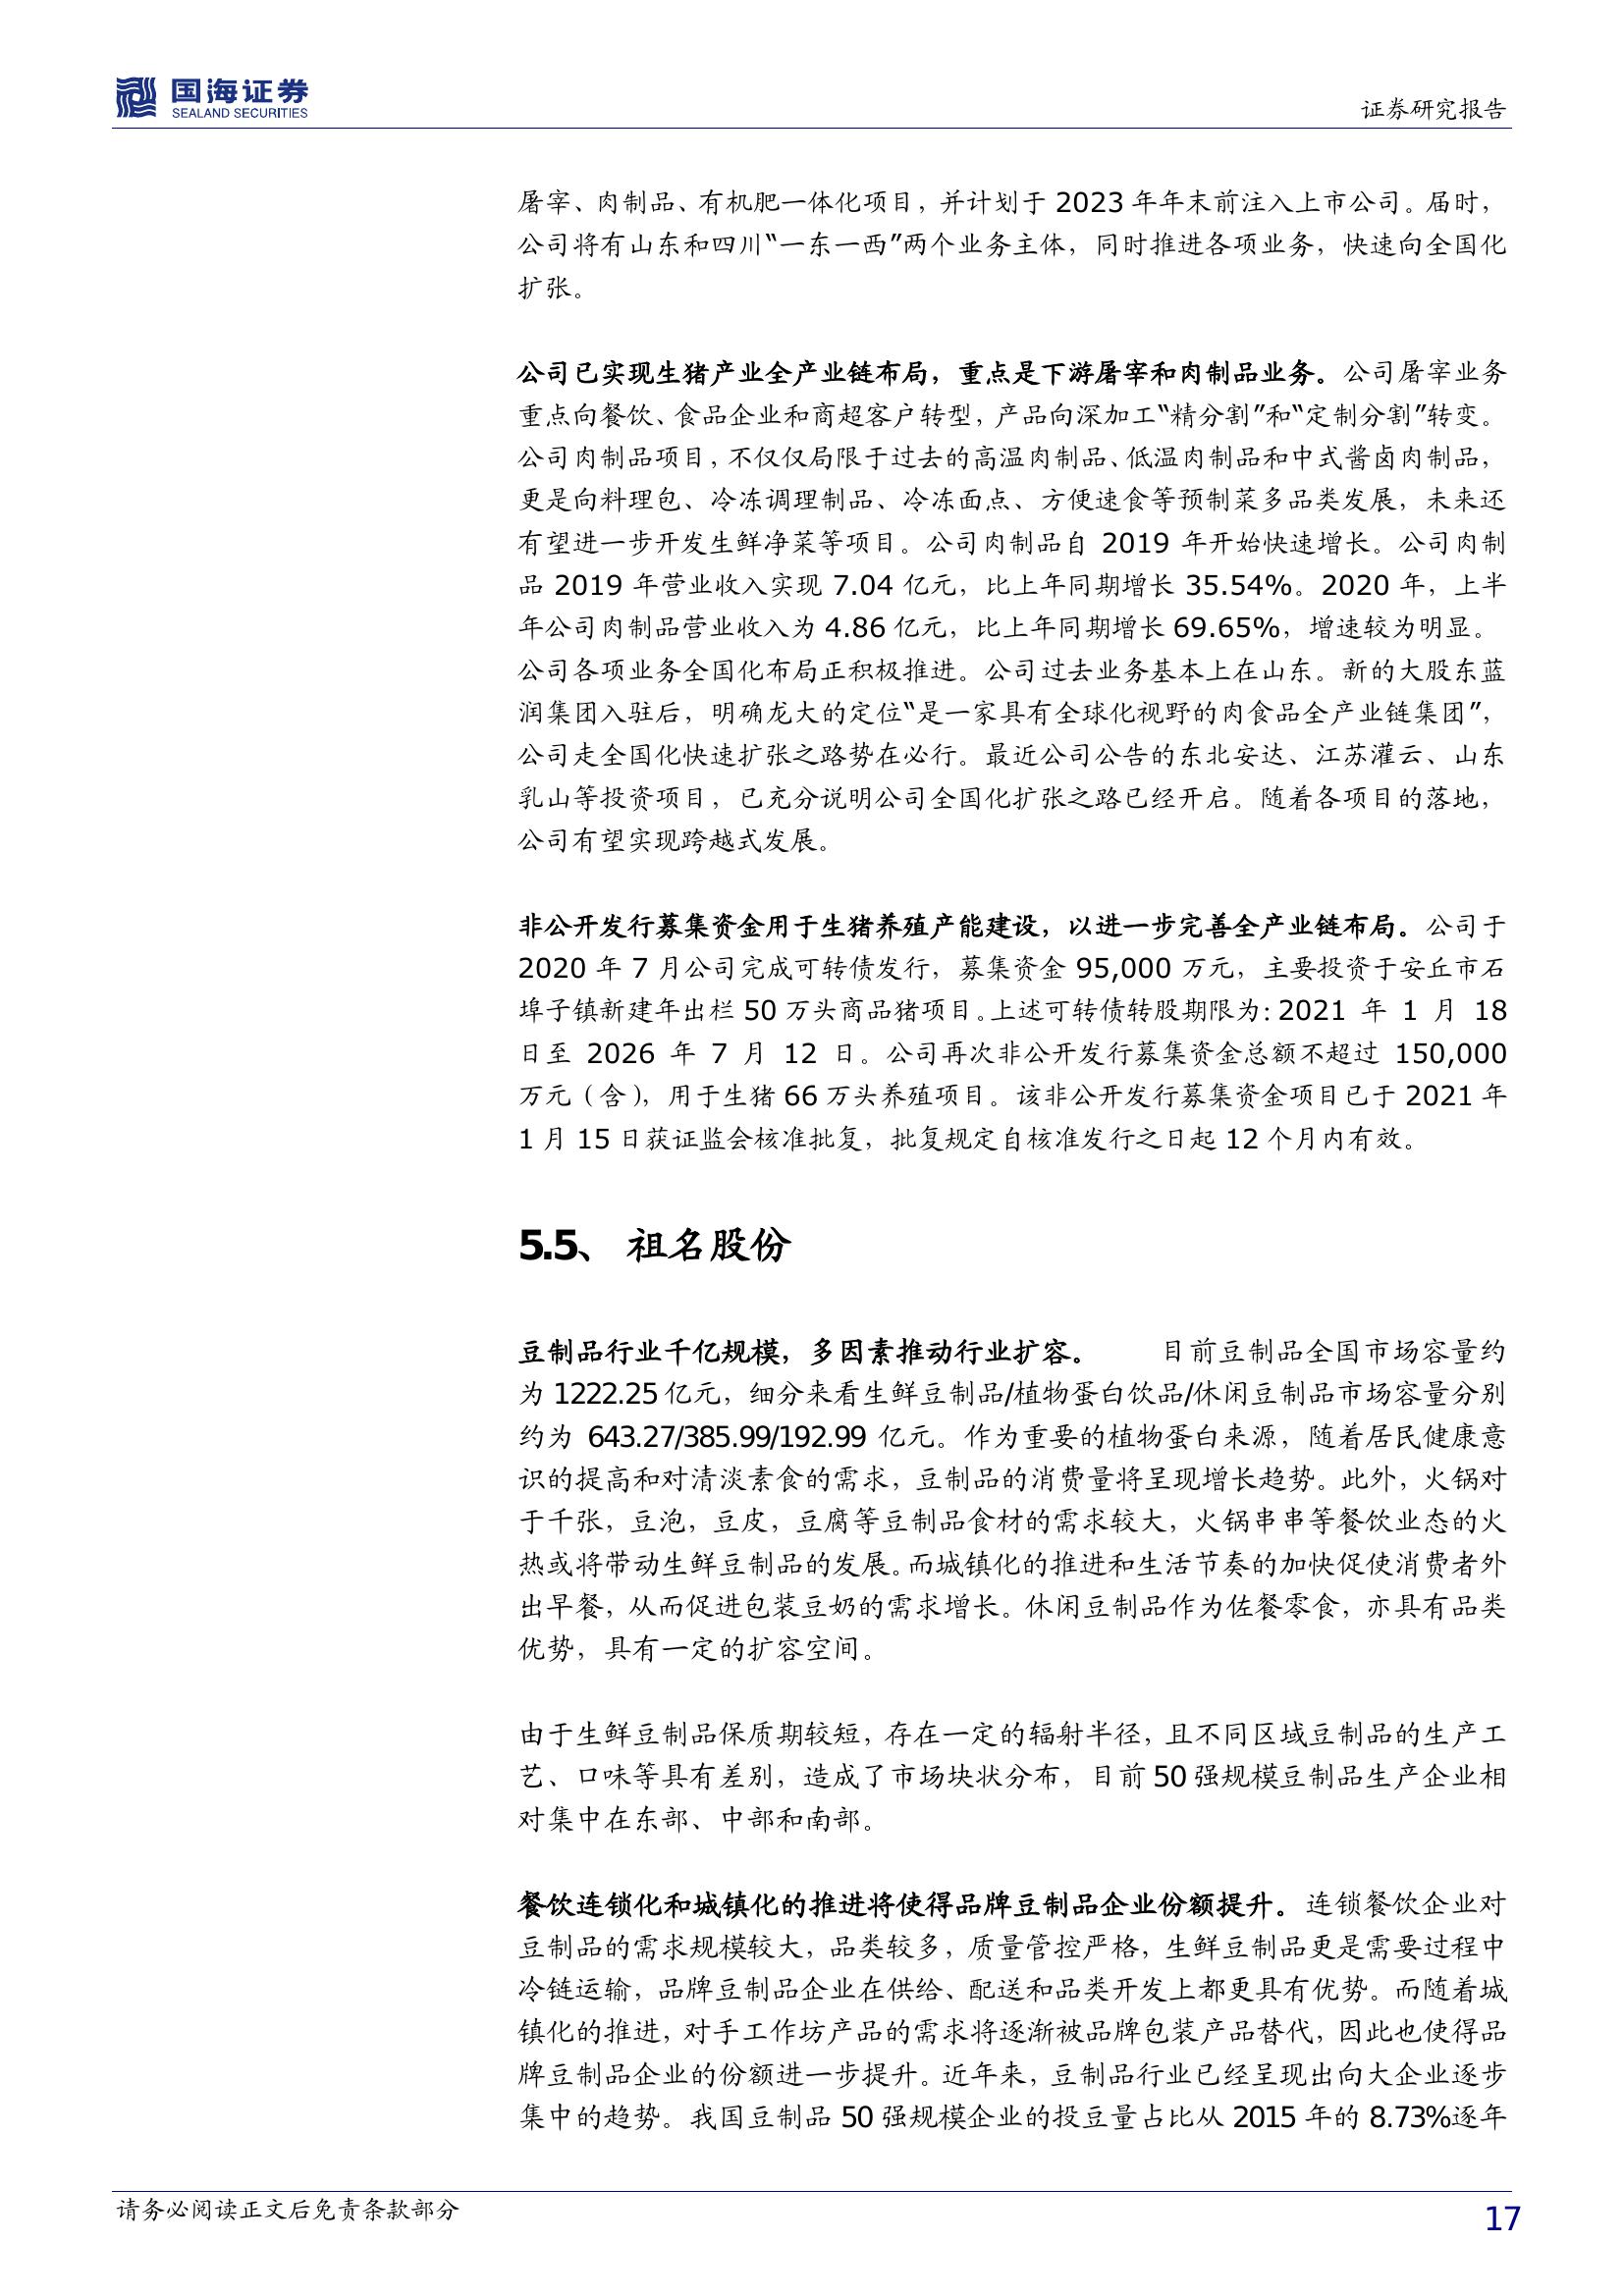 国海证券
SEALAND SECURITIES
证券研究报告
屠宰、肉制品、有机肥一体化项目，并计划于 2023 年年末前注入上市公司。届时，
公司将有山东和四川“一东一西”两个业务主体，同时推进各项业务，快速向全国化
扩张。
公司已实现生猪产业全产业链布局，重点是下游屠宰和肉制品业务。公司屠宰业务
重点向餐饮、食品企业和商超客户转型，产品向深加工“精分割”和“定制分割”转变。
公司肉制品项目，不仅仅局限于过去的高温肉制品、低温肉制品和中式酱卤肉制品，
更是向料理包、冷冻调理制品、冷冻面点、方便速食等预制菜多品类发展，未来还
有望进一步开发生鲜净菜等项目。公司肉制品自 2019 年开始快速增长。公司肉制
品 2019 年营业收入实现 7.04 亿元，比上年同期增长 35.54%。2020 年，上半
年公司肉制品营业收入为 4.86 亿元，比上年同期增长 69.65%，增速较为明显。
公司各项业务全国化布局正积极推进。公司过去业务基本上在山东。新的大股东蓝
润集团入驻后，明确龙大的定位“是一家具有全球化视野的肉食品全产业链集团”，
公司走全国化快速扩张之路势在必行。最近公司公告的东北安达、江苏灌云、山东
乳山等投资项目，已充分说明公司全国化扩张之路已经开启。随着各项目的落地，
公司有望实现跨越式发展。
非公开发行募集资金用于生猪养殖产能建设，以进一步完善全产业链布局。公司于
2020 年 7 月公司完成可转债发行，募集资金 95,000 万元，主要投资于安丘市石
埠子镇新建年出栏 50 万头商品猪项目。上述可转债转股期限为：2021 年 1 月 18
日至 2026 年 7 月 12 日。公司再次非公开发行募集资金总额不超过 150,000
万元（含），用于生猪 66 万头养殖项目。该非公开发行募集资金项目已于 2021 年
1 月 15 日获证监会核准批复，批复规定自核准发行之日起 12 个月内有效。
5.5、 祖名股份
豆制品行业千亿规模，多因素推动行业扩容。 目前豆制品全国市场容量约
为 1222.25 亿元，细分来看生鲜豆制品/植物蛋白饮品/休闲豆制品市场容量分别
约为 643.27/385.99/192.99 亿元。作为重要的植物蛋白来源，随着居民健康意
识的提高和对清淡素食的需求，豆制品的消费量将呈现增长趋势。此外，火锅对
于千张，豆泡，豆皮，豆腐等豆制品食材的需求较大，火锅串串等餐饮业态的火
热或将带动生鲜豆制品的发展。而城镇化的推进和生活节奏的加快促使消费者外
出早餐，从而促进包装豆奶的需求增长。休闲豆制品作为佐餐零食，亦具有品类
优势，具有一定的扩容空间。
由于生鲜豆制品保质期较短，存在一定的辐射半径，且不同区域豆制品的生产工
艺、口味等具有差别，造成了市场块状分布，目前 50 强规模豆制品生产企业相
对集中在东部、中部和南部。
餐饮连锁化和城镇化的推进将使得品牌豆制品企业份额提升。连锁餐饮企业对
豆制品的需求规模较大，品类较多，质量管控严格，生鲜豆制品更是需要过程中
冷链运输，品牌豆制品企业在供给、配送和品类开发上都更具有优势。而随着城
镇化的推进，对手工作坊产品的需求将逐渐被品牌包装产品替代，因此也使得品
牌豆制品企业的份额进一步提升。近年来，豆制品行业已经呈现出向大企业逐步
集中的趋势。我国豆制品 50 强规模企业的投豆量占比从 2015 年的 8.73%逐年
请务必阅读正文后免责条款部分
17